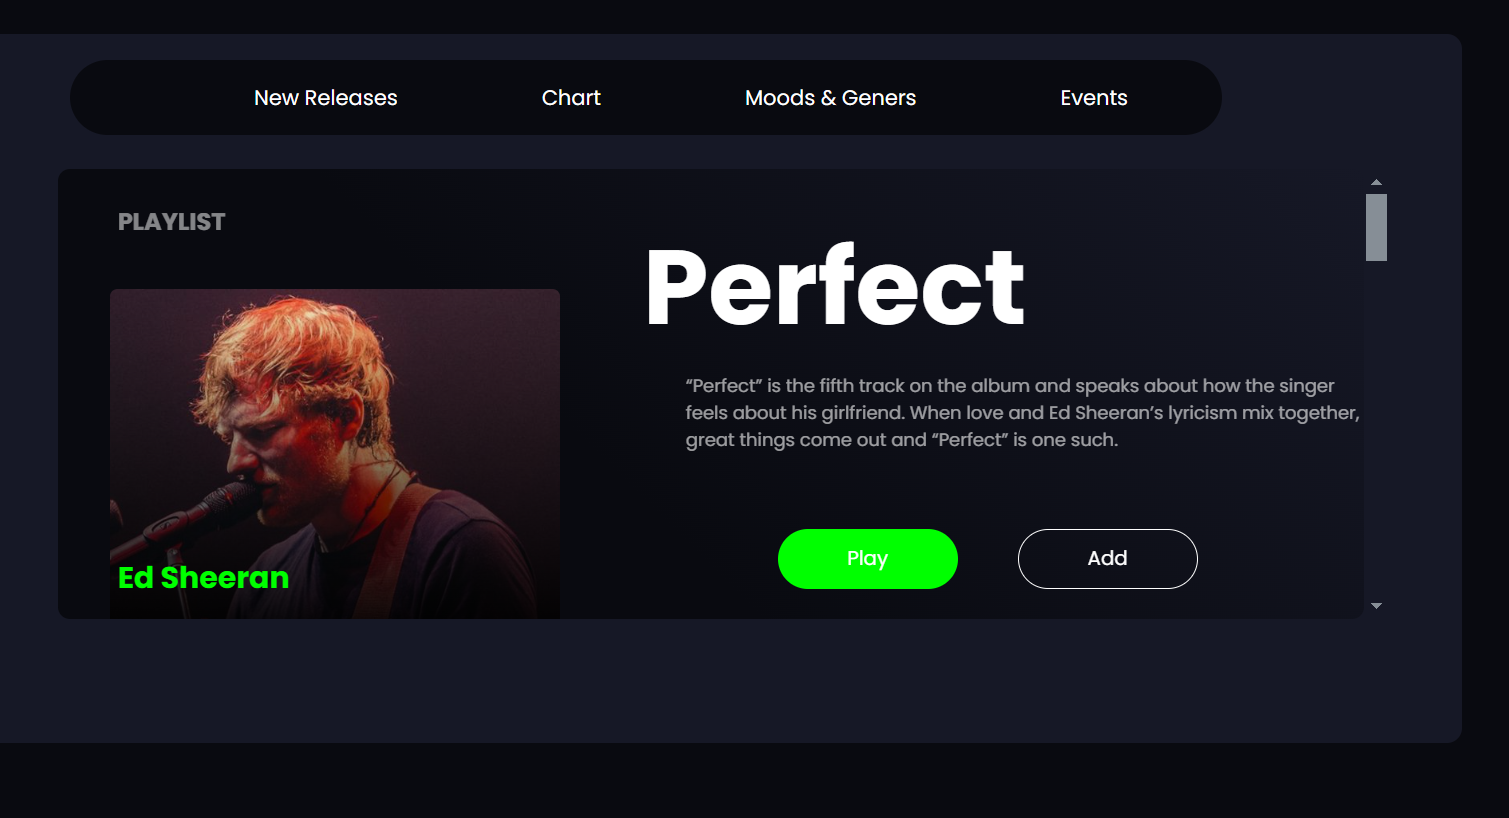 New Releases Chart Moods & Geners Events
PLAYLIST
Perfect
“Perfect” is the fifth track on the album and speaks about how the singer
feels about his girlfriend. When love and Ed Sheeran’s lyricism mix together,
great things come out and “Perfect” is one such.
Ed Sheeran
Play Add